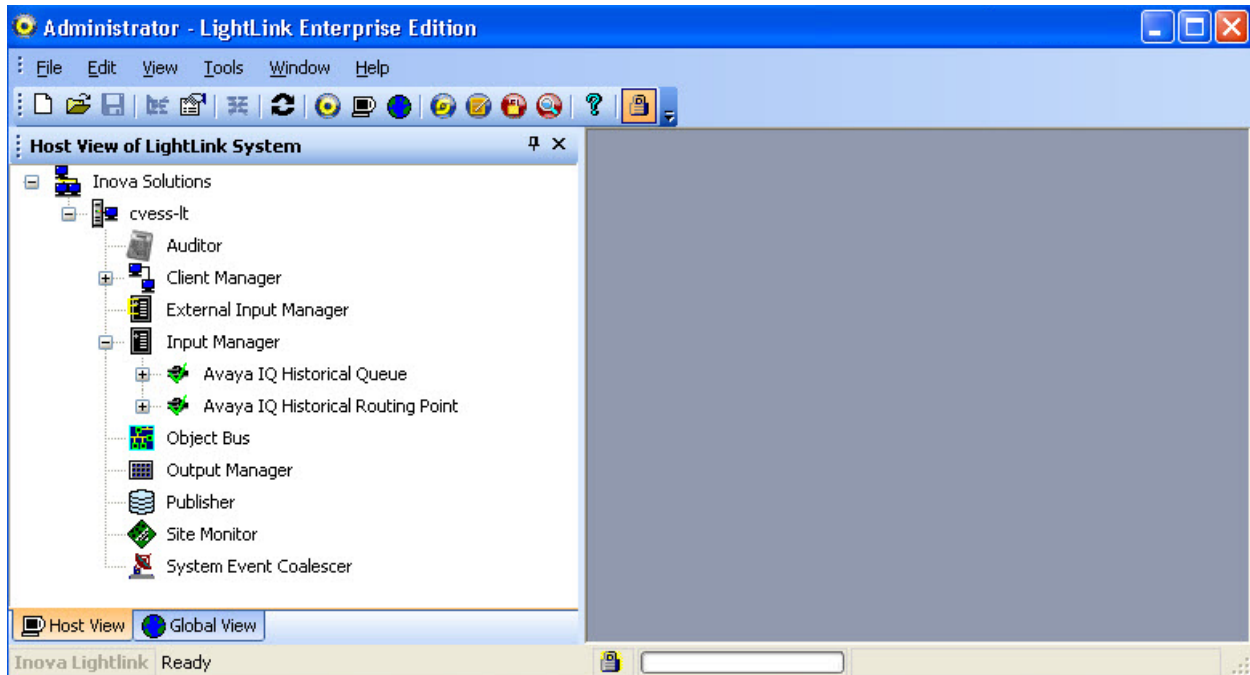 Administrator - LightLink Enterprise Edition
File Edit View Tools Window Help
Host View of LightLink System
Inova Solutions
cvess-lt
Auditor
Client Manager
External Input Manager
Input Manager
Avaya IQ Historical Queue
Avaya IQ Historical Routing Point
Object Bus
Output Manager
Publisher
Site Monitor
System Event Coalescer
Host View Global View
Inova Lightlink Ready